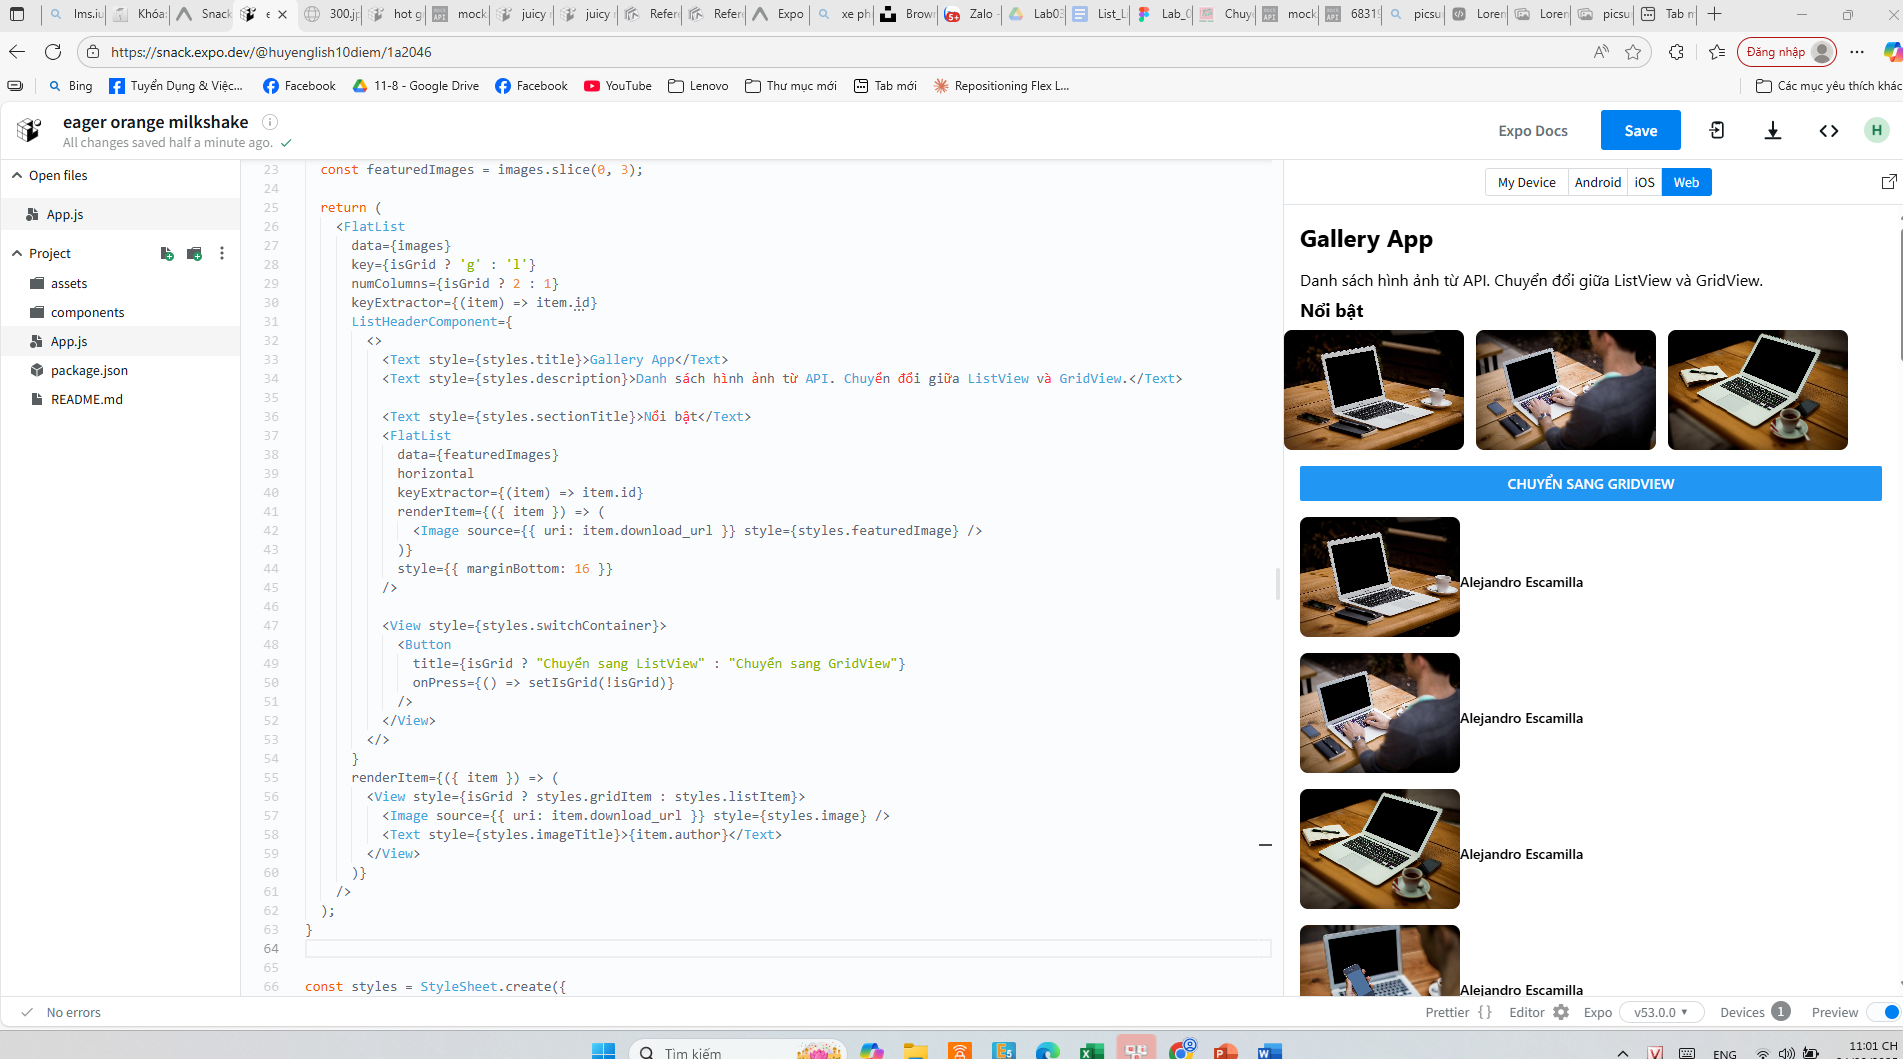 lms.iu
Khóa
Snack
e
300.jp
hot g
mock
juicy r
juicy r
Refere
Refere
Expo
xe ph
Brown
Zalo -
Lab03
List_Li
Lab_0
Chuyể
mock
68319
picsu
Loren
Loren
picsu
Tab m
https://snack.expo.dev/@huyenglish10diem/1a2046
Đăng nhập
Bing
Tuyển Dụng & Việc...
Facebook
11-8 - Google Drive
Facebook
YouTube
Lenovo
Thư mục mới
Tab mới
Repositioning Flex L...
Các mục yêu thích khác
eager orange milkshake
All changes saved half a minute ago.
Expo Docs
Save
H
Open files
App.js
Project
assets
components
App.js
package.json
README.md
23 const featuredImages = images.slice(0, 3);
24
25 return (
26 <FlatList
27 data={images}
28 key={isGrid ? 'g' : 'l'}
29 numColumns={isGrid ? 2 : 1}
30 keyExtractor={(item) => item.id}
31 ListHeaderComponent={
32 <>
33 <Text style={styles.title}>Gallery App</Text>
34 <Text style={styles.description}>Danh sách hình ảnh từ API. Chuyển đổi giữa ListView và GridView.</Text>
35
36 <Text style={styles.sectionTitle}>Nổi bật</Text>
37 <FlatList
38 data={featuredImages}
39 horizontal
40 keyExtractor={(item) => item.id}
41 renderItem={({ item }) => (
42 <Image source={{ uri: item.download_url }} style={styles.featuredImage} />
43 )}
44 style={{ marginBottom: 16 }}
45 />
46
47 <View style={styles.switchContainer}>
48 <Button
49 title={isGrid ? "Chuyển sang ListView" : "Chuyển sang GridView"}
50 onPress={() => setIsGrid(!isGrid)}
51 />
52 </View>
53 </>
54 }
55 renderItem={({ item }) => (
56 <View style={isGrid ? styles.gridItem : styles.listItem}>
57 <Image source={{ uri: item.download_url }} style={styles.image} />
58 <Text style={styles.imageTitle}>{item.author}</Text>
59 </View>
60 )}
61 />
62 );
63 }
64
65
66 const styles = StyleSheet.create({
My Device
Android
iOS
Web
Gallery App
Danh sách hình ảnh từ API. Chuyển đổi giữa ListView và GridView.
Nổi bật
CHUYỂN SANG GRIDVIEW
Alejandro Escamilla
Alejandro Escamilla
Alejandro Escamilla
Alejandro Escamilla
No errors
Prettier {}
Editor
Expo
v53.0.0
Devices 1
Preview
Tìm kiếm
ENG
11:01 CH